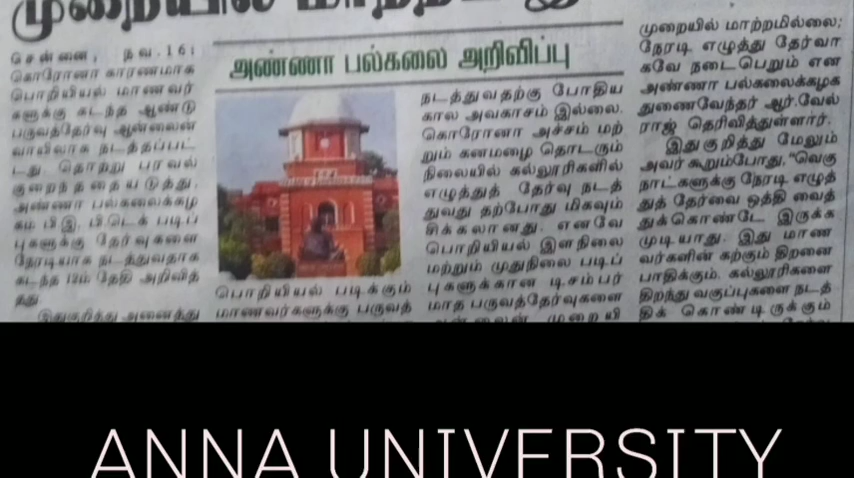 சென்னை, நவ.16:
கொரோனா காரணமாக
பொறியியல் மாணவர்
களுக்கு கடந்த ஆண்டு
பருவத்தேர்வு ஆன்லைன்
வாயிலாக நடத்தப்பட்
டது. தொற்று பரவல்
குறைந்ததையடுத்து,
அண்ணா பல்கலைக்கழ
கம் பி.இ, பி.டெக் படிப்
புகளுக்கு தேர்வுகளை
நேரடியாக நடத்துவதாக
கடந்த 12ம் தேதி அறிவித்
தது.
இதுகுறித்து அனைத்து
அண்ணா பல்கலை அறிவிப்பு
பொறியியல் படிக்கும்
மாணவர்களுக்கு பருவத்
நடத்துவதற்கு போதிய
கால அவகாசம் இல்லை.
கொரோனா அச்சம் மற்
றும் கனமழை தொடரும்
நிலையில் கல்லூரிகளில்
எழுத்துத் தேர்வு நடத்
துவது தற்போது மிகவும்
சிக்கலானது. எனவே
பொறியியல் இளநிலை
மற்றும் முதுநிலை படிப்
புகளுக்கான டிசம்பர்
மாத பருவத்தேர்வுகளை
முறையில் மாற்றமில்லை;
நேரடி எழுத்து தேர்வா
கவே நடைபெறும் என
அண்ணா பல்கலைக்கழக
துணைவேந்தர் ஆர்.வேல்
ராஜ் தெரிவித்துள்ளார்.
இதுகுறித்து மேலும்
அவர் கூறும்போது, "வெகு
நாட்களுக்கு நேரடி எழுத்
துத் தேர்வை ஒத்தி வைத்
துக்கொண்டே இருக்க
முடியாது. இது மாண
வர்களின் கற்கும் திறனை
பாதிக்கும். கல்லூரிகளை
திறந்து வகுப்புகளை நடத்
திக் கொண்டிருக்கும்
ANNA UNIVERSITY